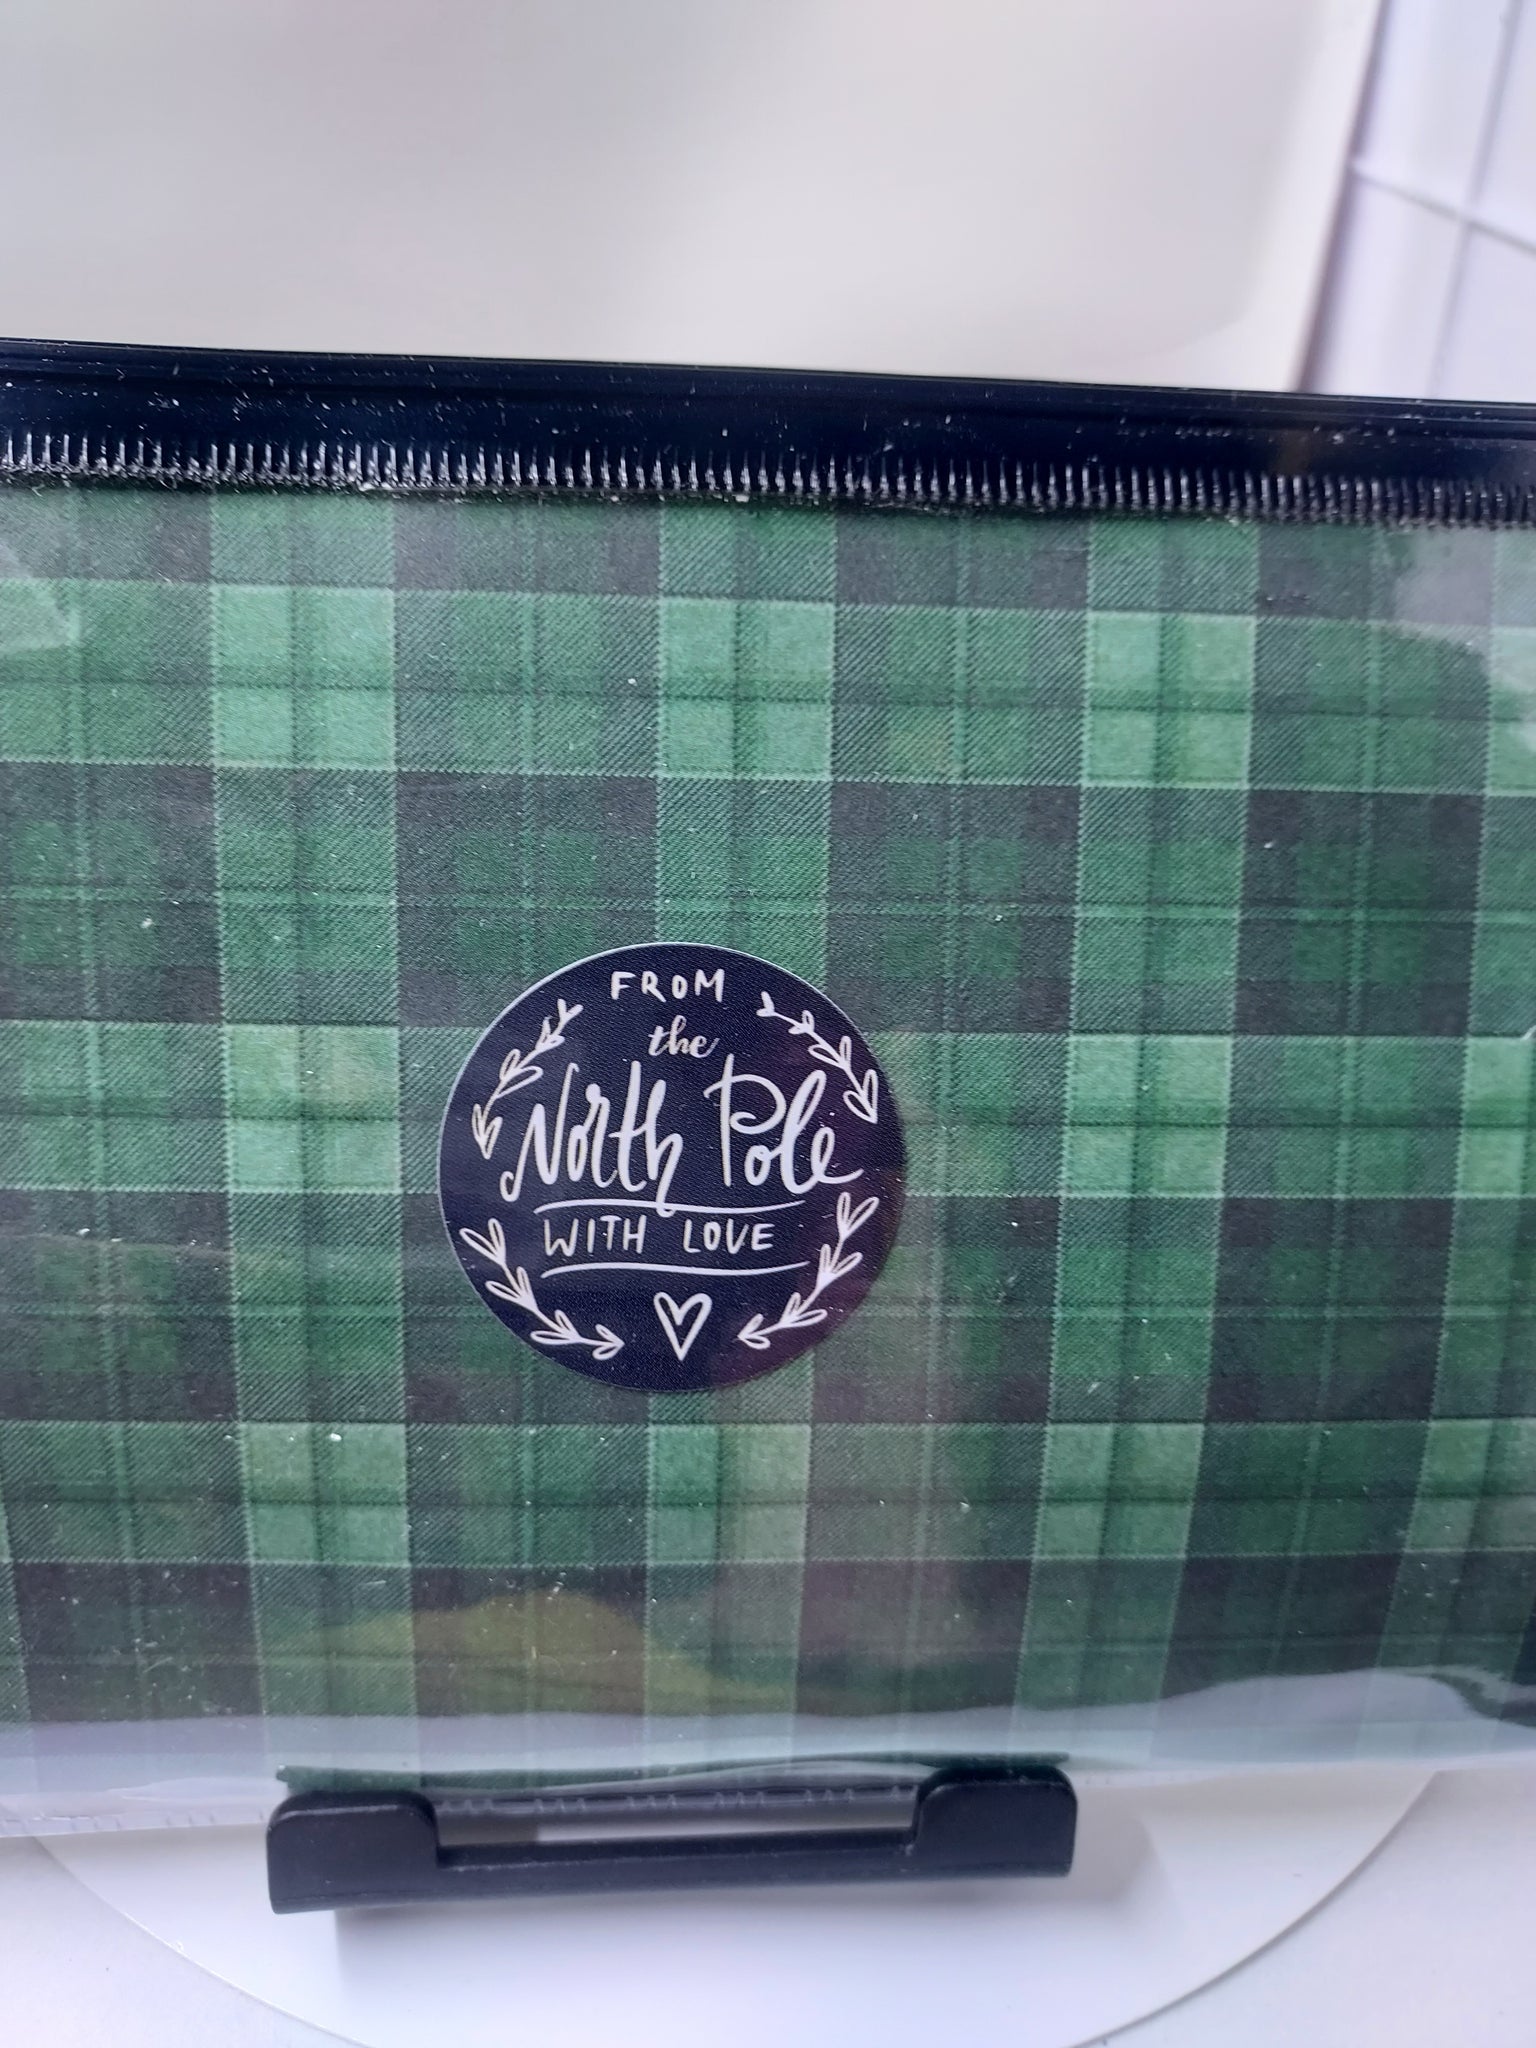 FROM
the
North Pole
WITH LOVE